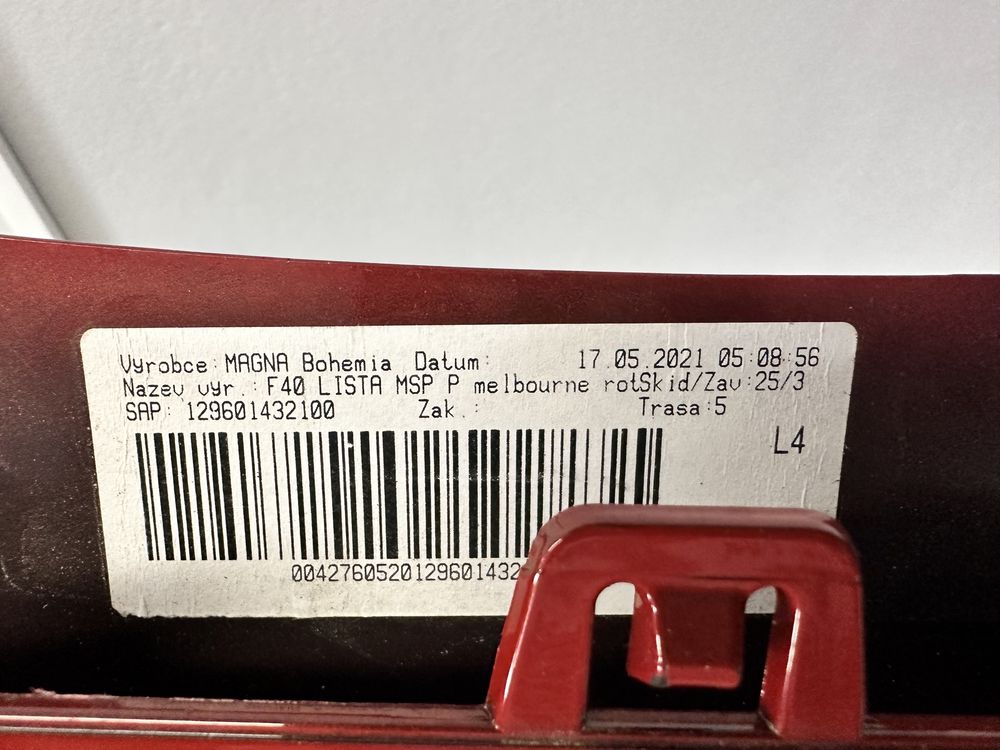 Vyrobce: MAGNA Bohemia Datum: 17.05.2021 05:08:56
Nazev vyr.: F40 LISTA MSP P melbourne rotSkid/Zav:25/3
SAP: 129601432100 Zak.: Trasa:5
L4
0042760520129601432